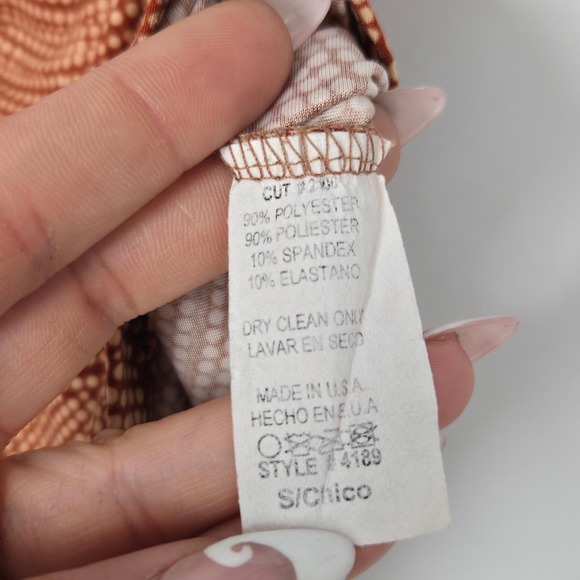 CUT #
90% POLYESTER
90% POLIESTER
10% SPANDEX
10% ELASTANO
DRY CLEAN ONLY
LAVAR EN SECO
MADE IN U.S.A.
HECHO EN E.U.A
STYLE # 4189
S/Chico